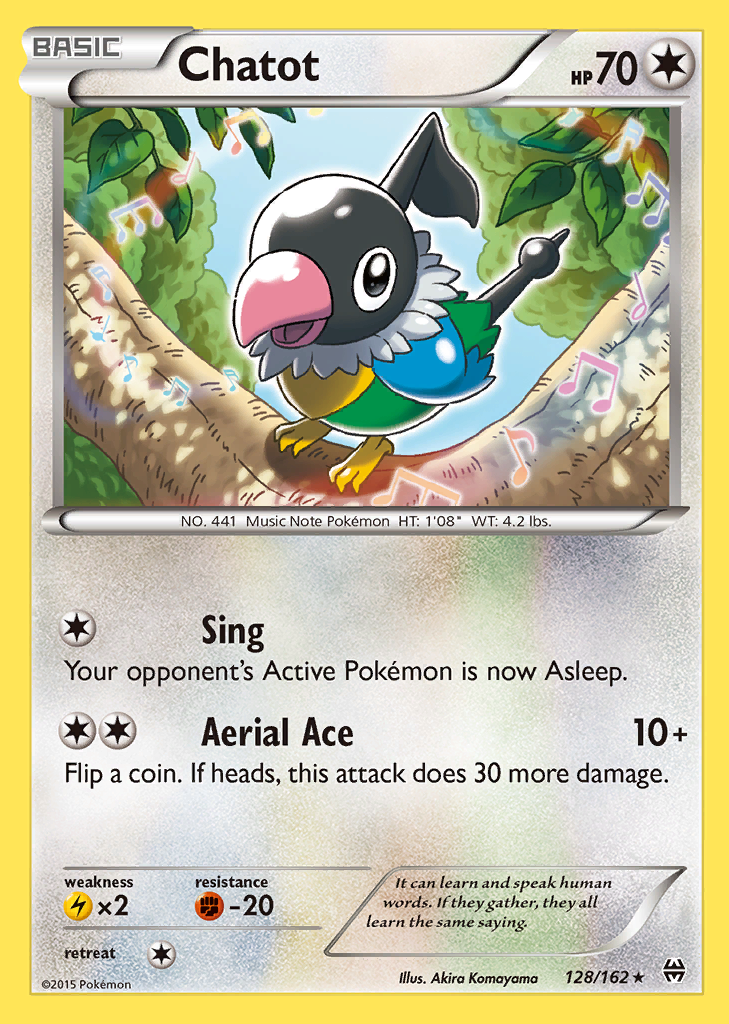 BASIC
Chatot
HP 70
NO. 441 Music Note Pokémon HT: 1'08" WT: 4.2 lbs.
Sing
Your opponent's Active Pokémon is now Asleep.
Aerial Ace 10+
Flip a coin. If heads, this attack does 30 more damage.
weakness resistance
×2 -20
It can learn and speak human
words. If they gather, they all
learn the same saying.
retreat
©2015 Pokémon
Illus. Akira Komayama 128/162 ★